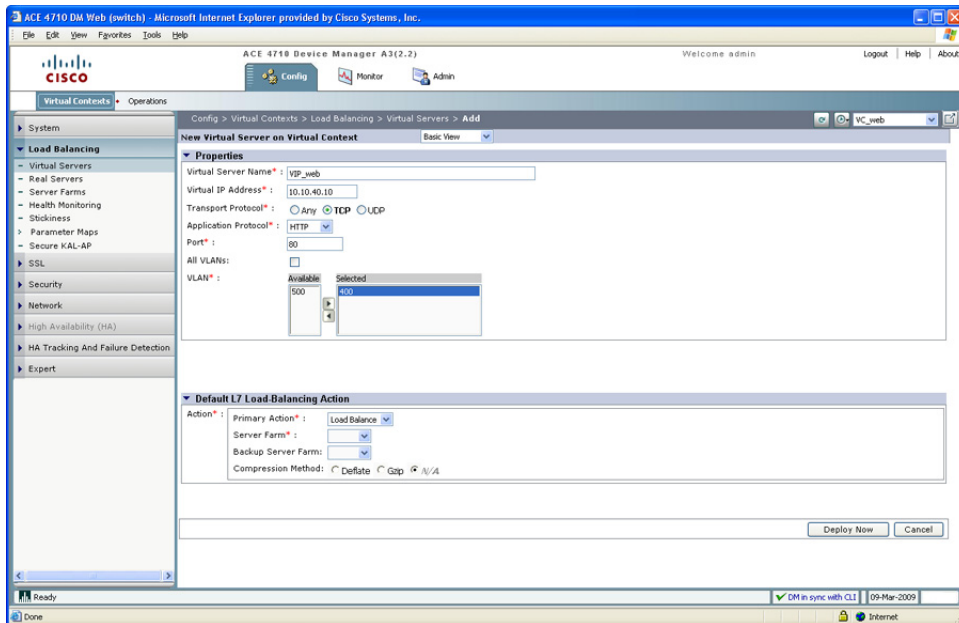 ACE 4710 DM Web (switch) - Microsoft Internet Explorer provided by Cisco Systems, Inc.
File Edit View Favorites Tools Help
CISCO
ACE 4710 Device Manager A3(2.2)
Welcome admin
Logout | Help | About
Config Monitor Admin
Virtual Contexts Operations
Config > Virtual Contexts > Load Balancing > Virtual Servers > Add
VC_web
System
Load Balancing
Virtual Servers
Real Servers
Server Farms
Health Monitoring
Stickiness
Parameter Maps
Secure KAL-AP
SSL
Security
Network
High Availability (HA)
HA Tracking And Failure Detection
Expert
New Virtual Server on Virtual Context Basic View
Properties
Virtual Server Name* : VIP_web
Virtual IP Address* : 10.10.40.10
Transport Protocol* : Any TCP UDP
Application Protocol* : HTTP
Port* : 80
All VLANs:
VLAN* : Available Selected
500 400
Default L7 Load-Balancing Action
Action* : Primary Action* : Load Balance
Server Farm* :
Backup Server Farm:
Compression Method: Deflate Gzip N/A
Deploy Now Cancel
Ready
DM in sync with CLI 09-Mar-2009
Done
Internet